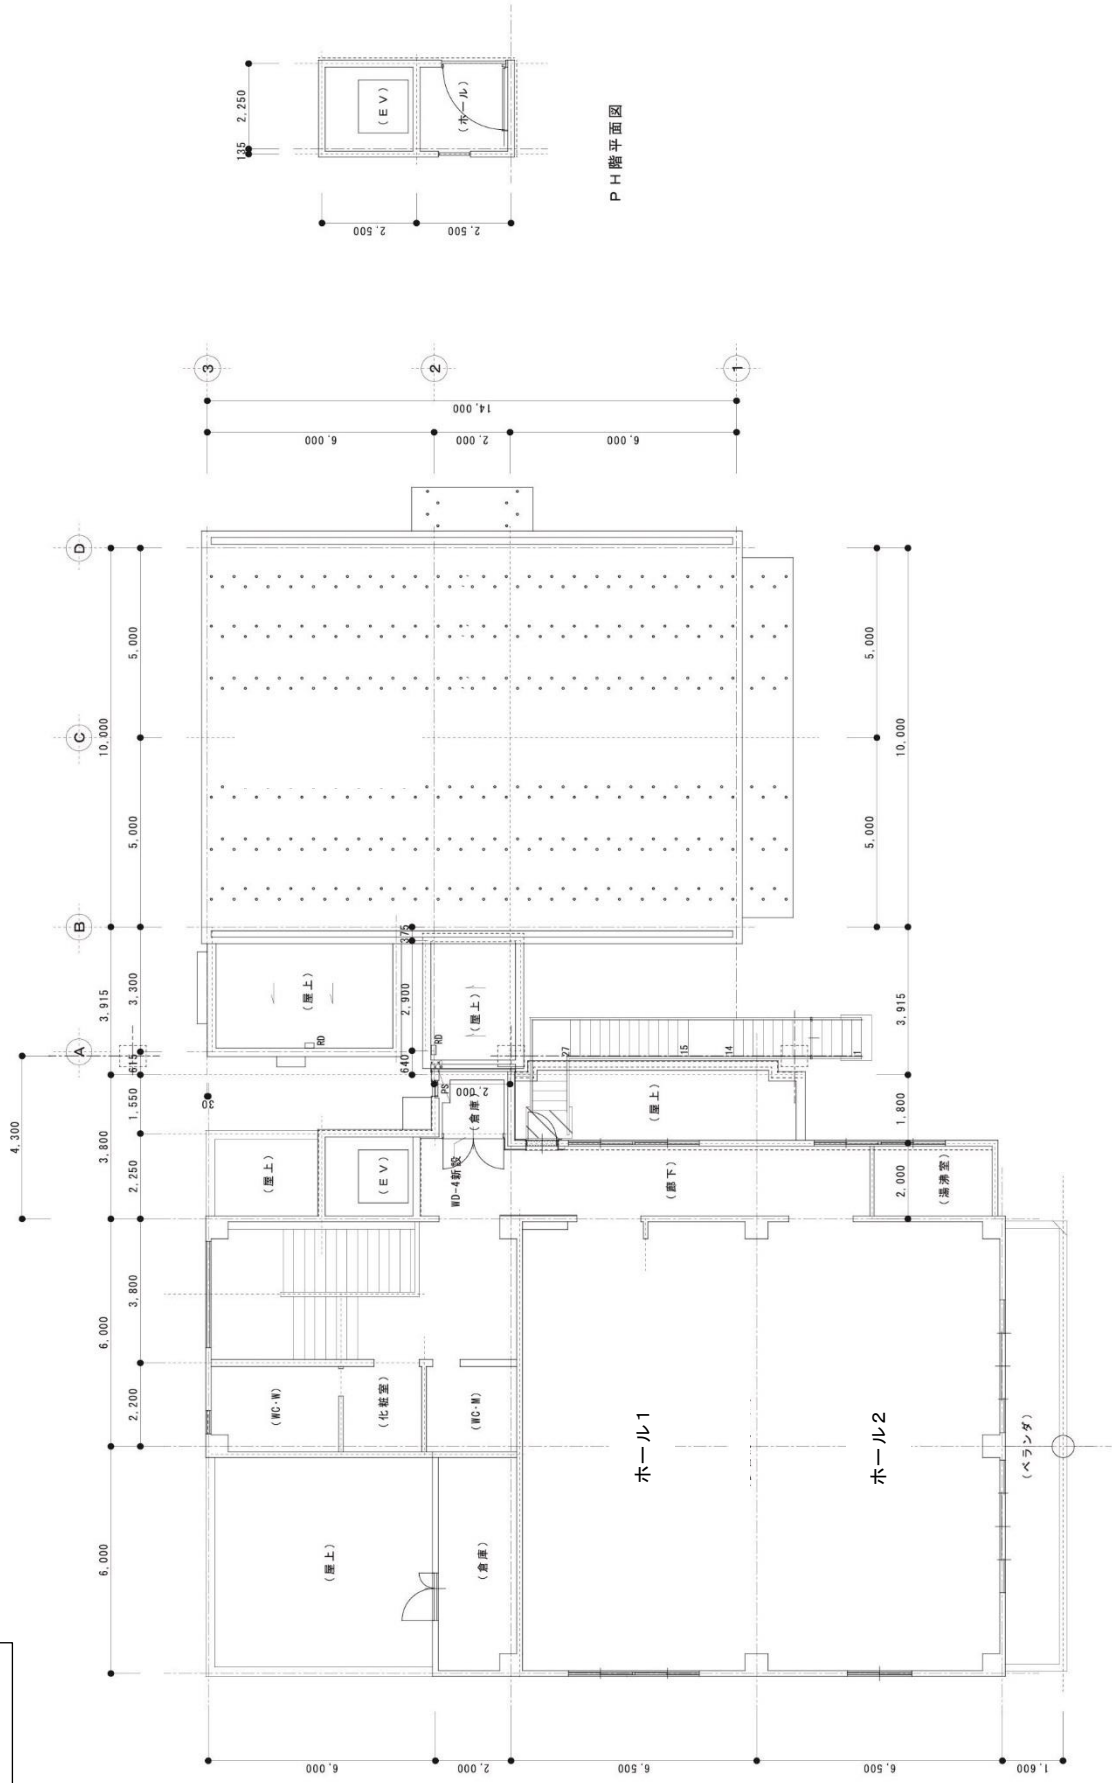 PH階平面図
(EV)
(ホール)
135
2,250
2,500
2,500
3
2
1
14,000
6,000
2,000
6,000
A
B
C
D
4,300
6,000
6,000
3,800
3,915
10,000
2,200
3,800
2,250
1,550
615
3,300
5,000
5,000
30
(屋上)
(EV)
(屋上)
RD
(屋上)
RD
640
2,900
375
PS
2,000
(倉庫)
WD-4新設
(WC・W)
(化粧室)
(WC・M)
(屋上)
(倉庫)
27
15
14
1
(屋上)
(廊下)
2,000
(湯沸室)
ホール1
ホール2
(ベランダ)
1,800
3,915
10,000
5,000
5,000
6,000
2,000
6,500
6,500
1,600